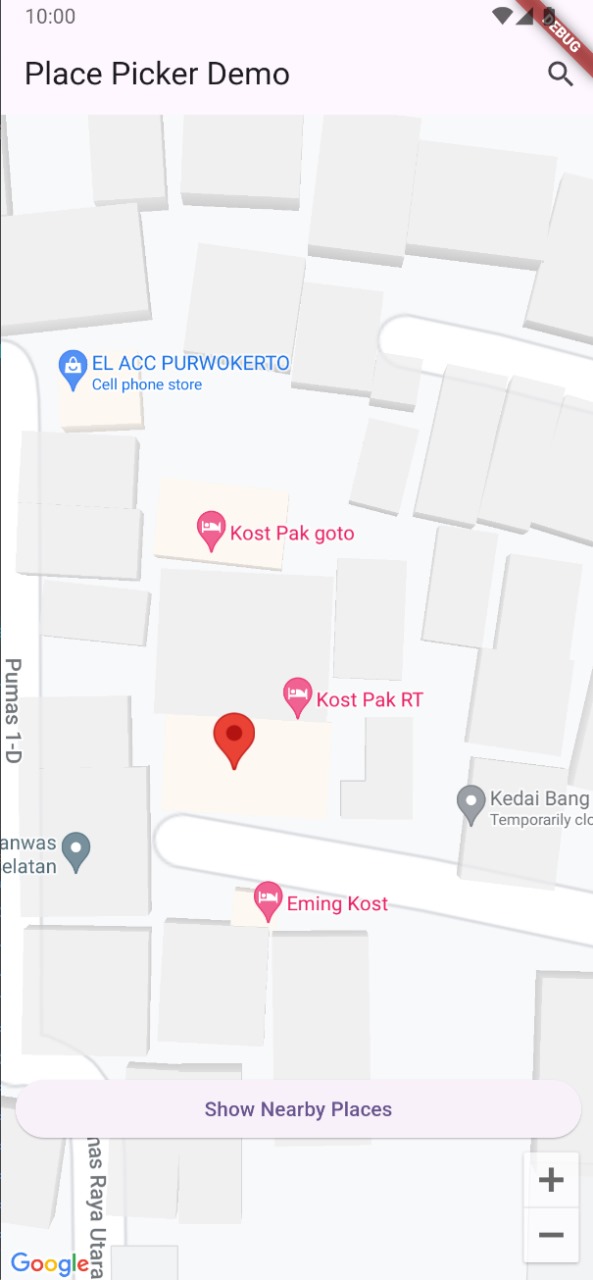 10:00
DEBUG
Place Picker Demo
EL ACC PURWOKERTO
Cell phone store
Kost Pak goto
Pumas 1-D
Kost Pak RT
Kedai Bang
Temporarily clo
anwas
elatan
Eming Kost
Show Nearby Places
nas Raya Utara
+
−
Google